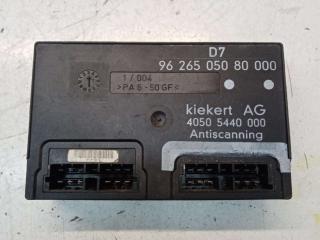 D7
96 265 050 80 000
1 / 004
>PA 6 - 50 GF<
kiekert AG
4050 5440 000
Antiscanning